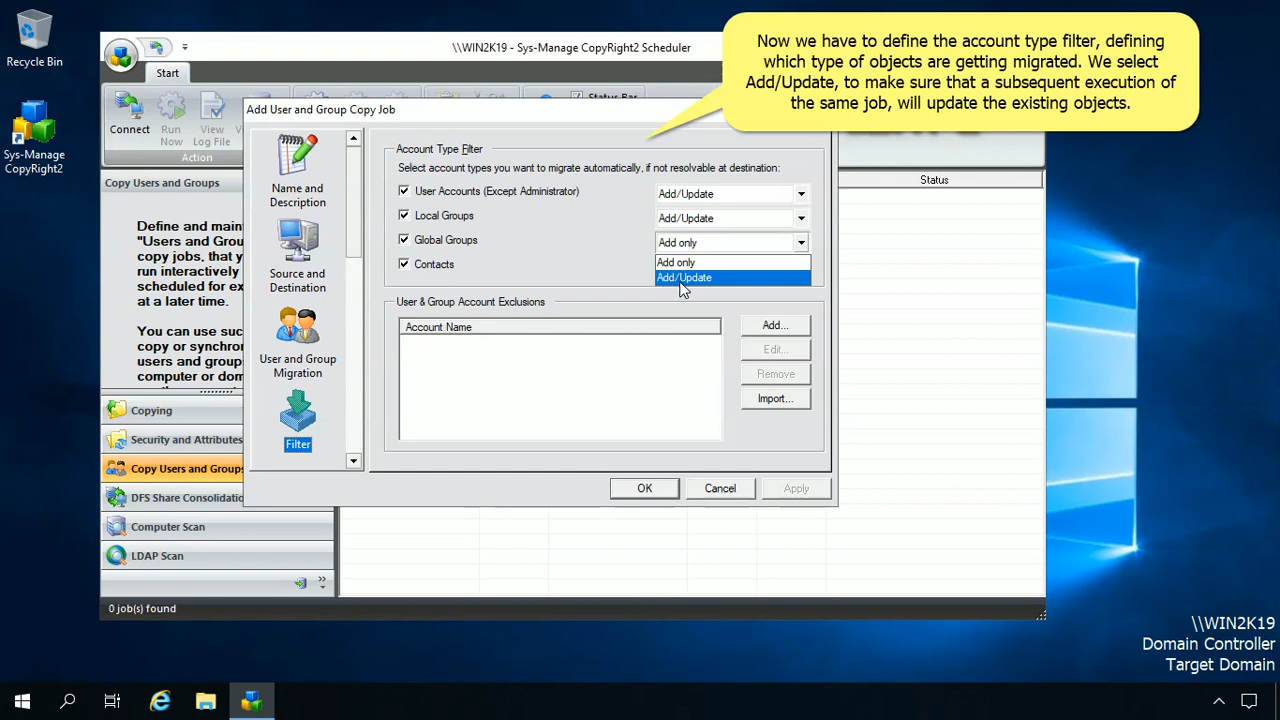 Recycle Bin
Sys-Manage
CopyRight2
\\WIN2K19 - Sys-Manage CopyRight2 Scheduler
Start
Connect
Run
Now
View
Log File
Action
Status Bar
Now we have to define the account type filter, defining
which type of objects are getting migrated. We select
Add/Update, to make sure that a subsequent execution of
the same job, will update the existing objects.
Copy Users and Groups
Define and main
"Users and Grou
copy jobs, that y
run interactively
scheduled for ex
at a later time.
You can use suc
copy or synchron
users and groups
computer or dom
Copying
Security and Attributes
Copy Users and Groups
DFS Share Consolidatio
Computer Scan
LDAP Scan
0 job(s) found
Status
Add User and Group Copy Job
Name and
Description
Source and
Destination
User and Group
Migration
Filter
Account Type Filter
Select account types you want to migrate automatically, if not resolvable at destination:
User Accounts (Except Administrator)
Add/Update
Local Groups
Add/Update
Global Groups
Add only
Contacts
Add only
Add/Update
User & Group Account Exclusions
Account Name
Add...
Edit...
Remove
Import...
OK
Cancel
Apply
\\WIN2K19
Domain Controller
Target Domain